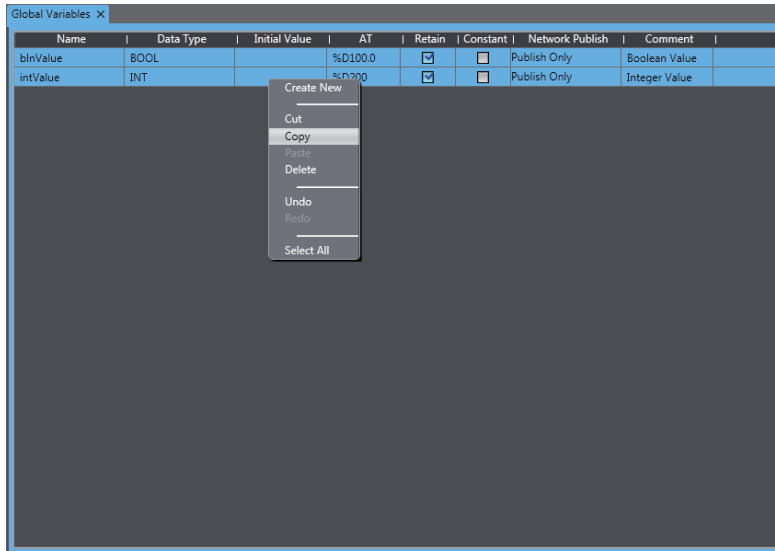 Global Variables X
Name | Data Type | Initial Value | AT | Retain | Constant | Network Publish | Comment |
blnValue BOOL %D100.0 Publish Only Boolean Value
intValue INT %D200 Publish Only Integer Value
Create New
Cut
Copy
Paste
Delete
Undo
Redo
Select All